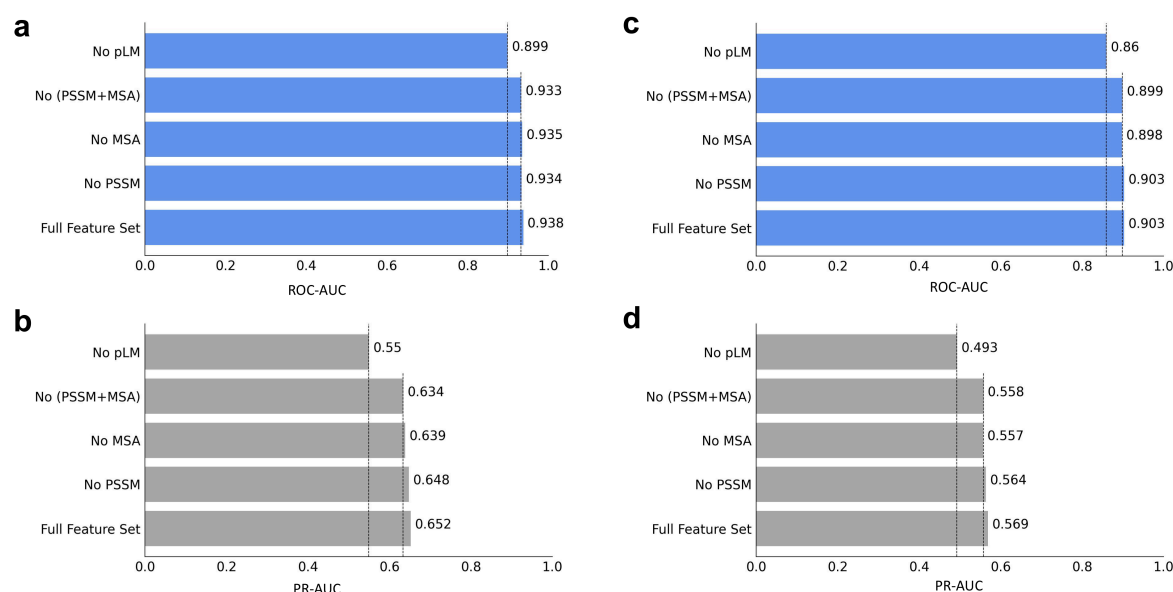 a
No pLM 0.899
No (PSSM+MSA) 0.933
No MSA 0.935
No PSSM 0.934
Full Feature Set 0.938
0.0 0.2 0.4 0.6 0.8 1.0
ROC-AUC
b
No pLM 0.55
No (PSSM+MSA) 0.634
No MSA 0.639
No PSSM 0.648
Full Feature Set 0.652
0.0 0.2 0.4 0.6 0.8 1.0
PR-AUC
c
No pLM 0.86
No (PSSM+MSA) 0.899
No MSA 0.898
No PSSM 0.903
Full Feature Set 0.903
0.0 0.2 0.4 0.6 0.8 1.0
ROC-AUC
d
No pLM 0.493
No (PSSM+MSA) 0.558
No MSA 0.557
No PSSM 0.564
Full Feature Set 0.569
0.0 0.2 0.4 0.6 0.8 1.0
PR-AUC